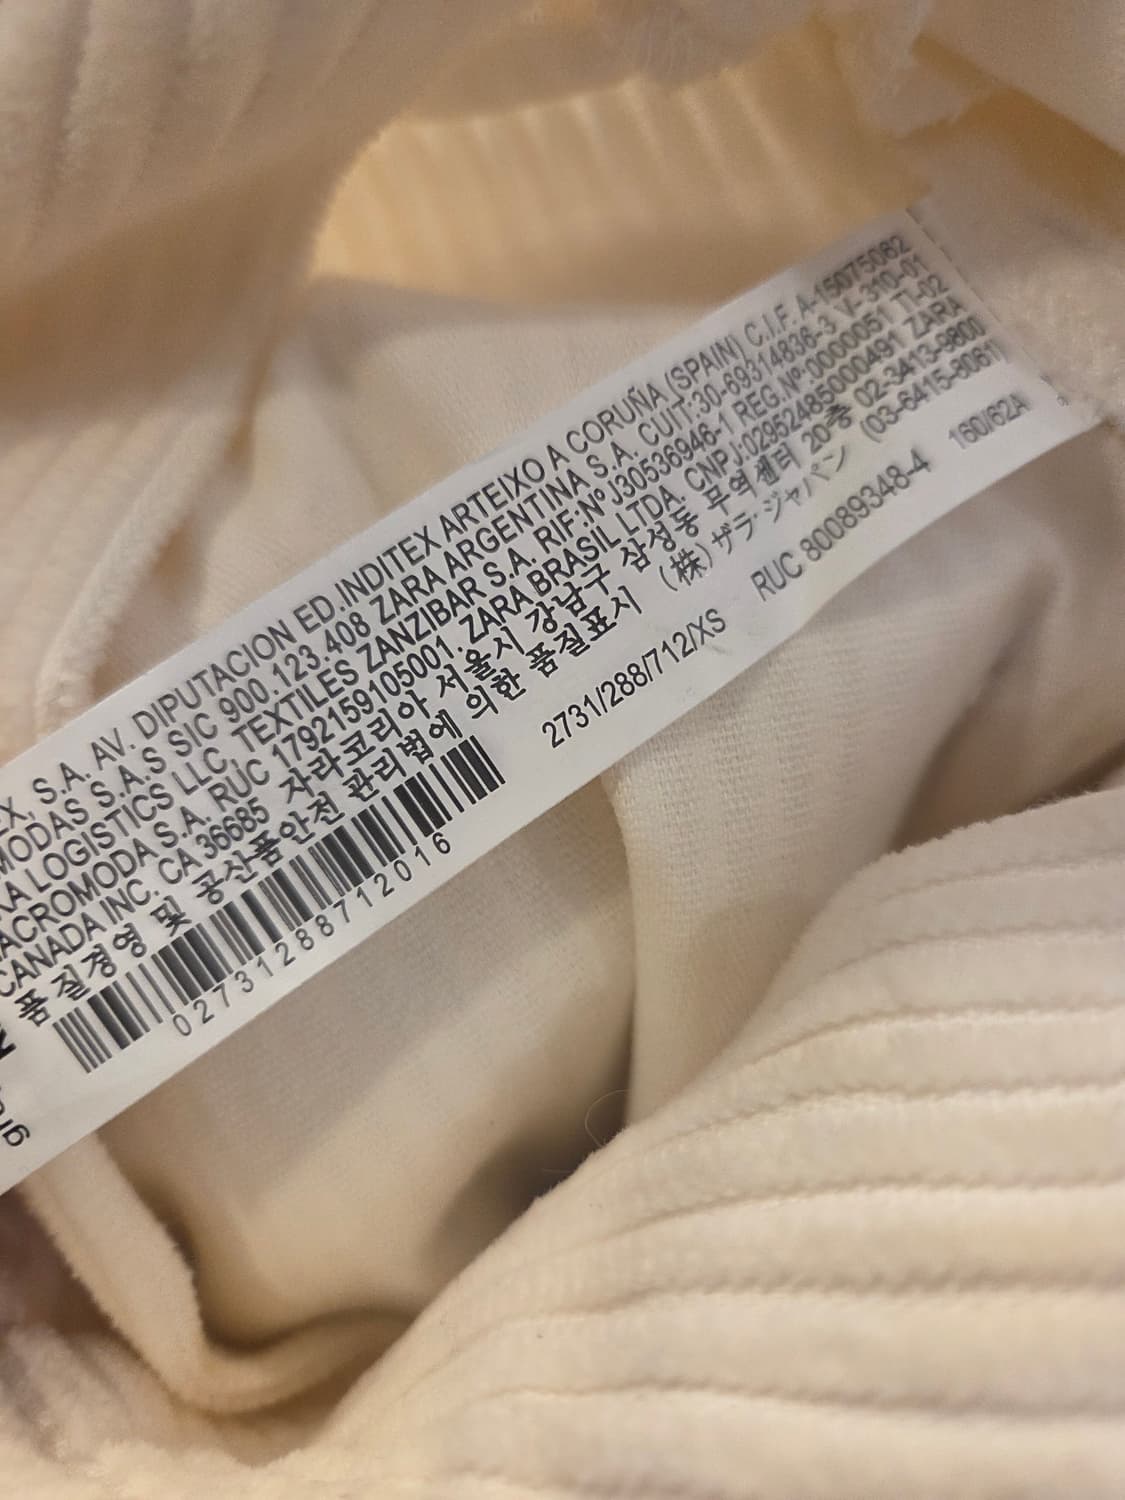 EX, S.A. AV. DIPUTACION ED.INDITEX ARTEIXO A CORUÑA (SPAIN) C.I.F. A-15075062
MODAS S.A.S SIC 900.123.408 ZARA ARGENTINA S.A. CUIT:30-69314836-3 V-310-01
RA LOGISTICS LLC, TEXTILES ZANZIBAR S.A. RIF:Nº J30536946-1 REG.Nº:0000051 TI-02
MACROMODA S.A. RUC 1792159105001. ZARA BRASIL LTDA. CNPJ:02952485000491 ZARA
CANADA INC. CA 36685 자라코리아 서울시 강남구 삼성동 무역센터 20층 02-3413-9800
품질경영 및 공산품안전 관리법에 의한 품질표시 (株) ザラ·ジャパン (03-6415-8061)
2731/288/712/XS RUC 80089348-4 160/62A
02731288712016